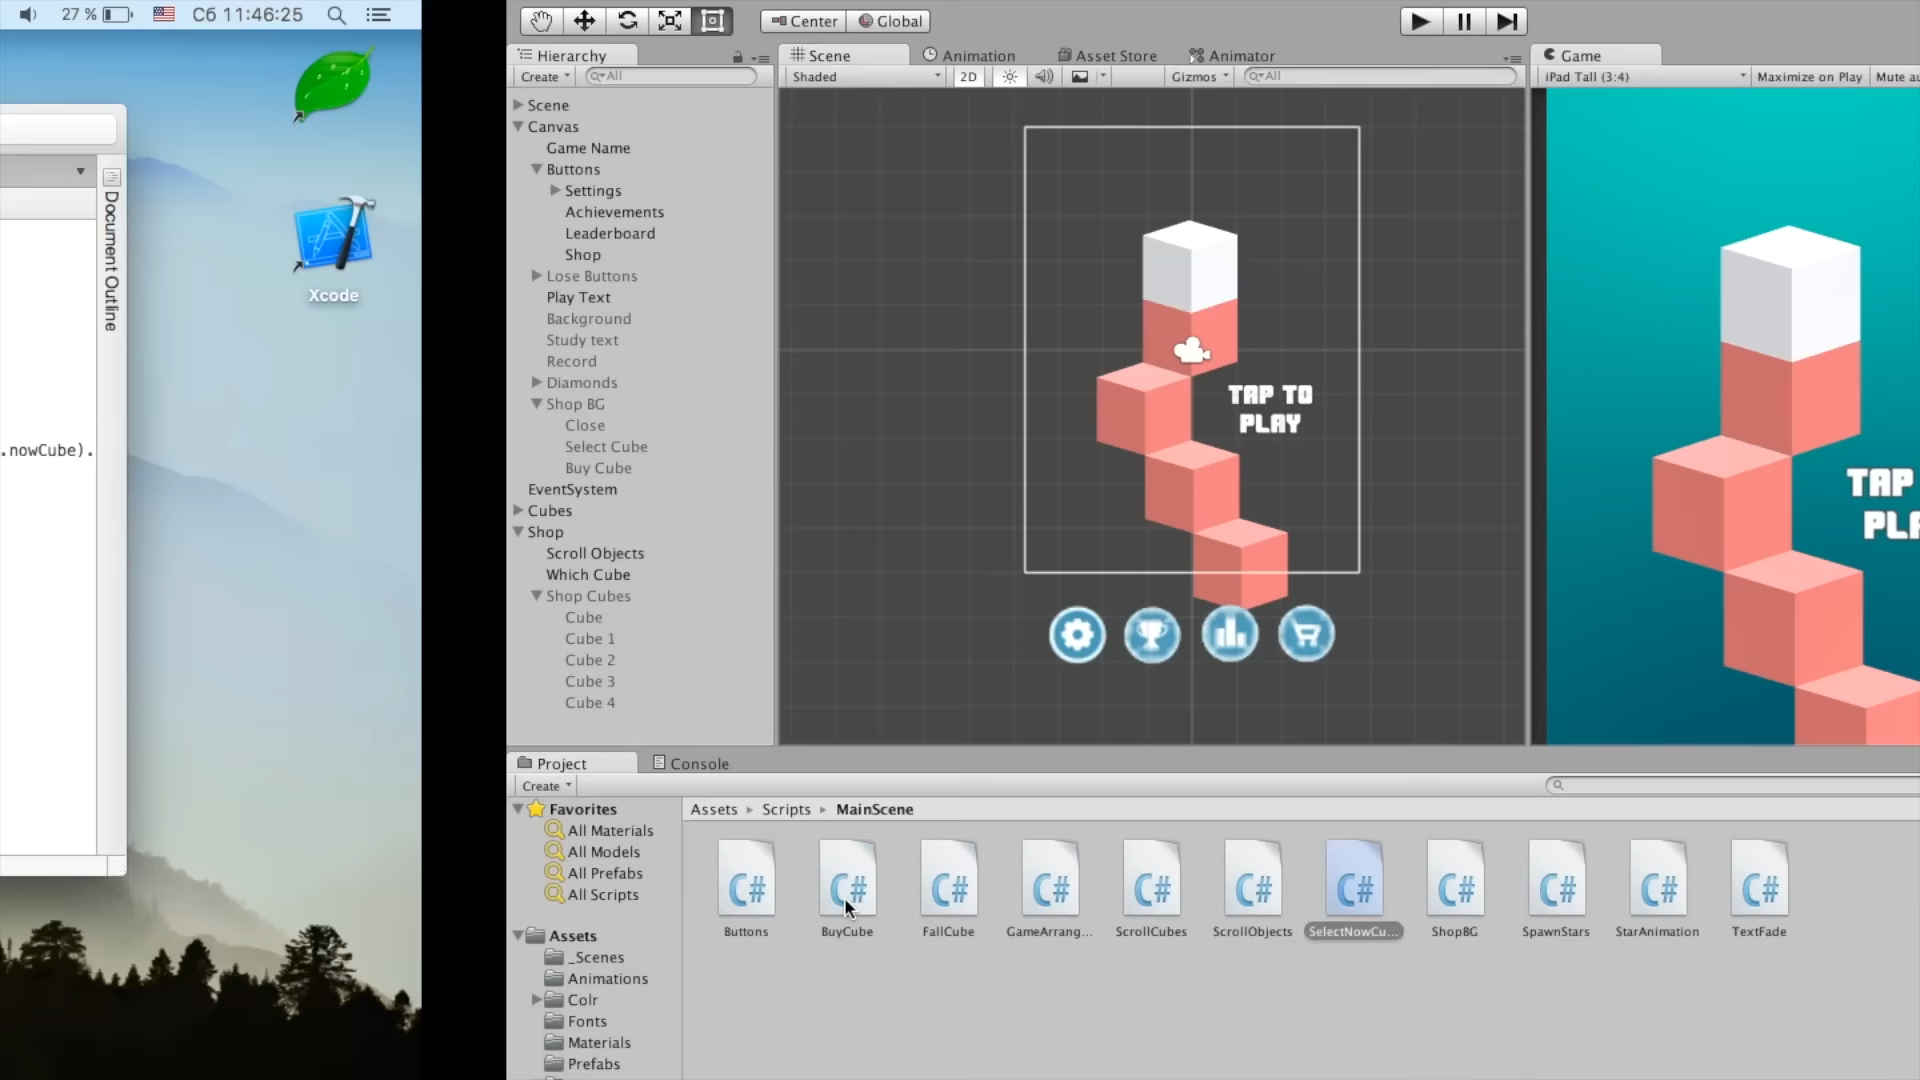 27 %
Сб 11:46:25
Document Outline
.nowCube).
Xcode
Center
Global
Hierarchy
Create
All
Scene
Canvas
Game Name
Buttons
Settings
Achievements
Leaderboard
Shop
Lose Buttons
Play Text
Background
Study text
Record
Diamonds
Shop BG
Close
Select Cube
Buy Cube
EventSystem
Cubes
Shop
Scroll Objects
Which Cube
Shop Cubes
Cube
Cube 1
Cube 2
Cube 3
Cube 4
Scene
Animation
Asset Store
Animator
Shaded
2D
Gizmos
All
TAP TO
PLAY
Game
iPad Tall (3:4)
Maximize on Play
Mute au
TAP
PLA
Project
Console
Create
Favorites
All Materials
All Models
All Prefabs
All Scripts
Assets
_Scenes
Animations
Colr
Fonts
Materials
Prefabs
Assets
Scripts
MainScene
C# C# C# C# C# C# C# C# C# C# C#
Buttons
BuyCube
FallCube
GameArrang...
ScrollCubes
ScrollObjects
SelectNowCu...
ShopBG
SpawnStars
StarAnimation
TextFade